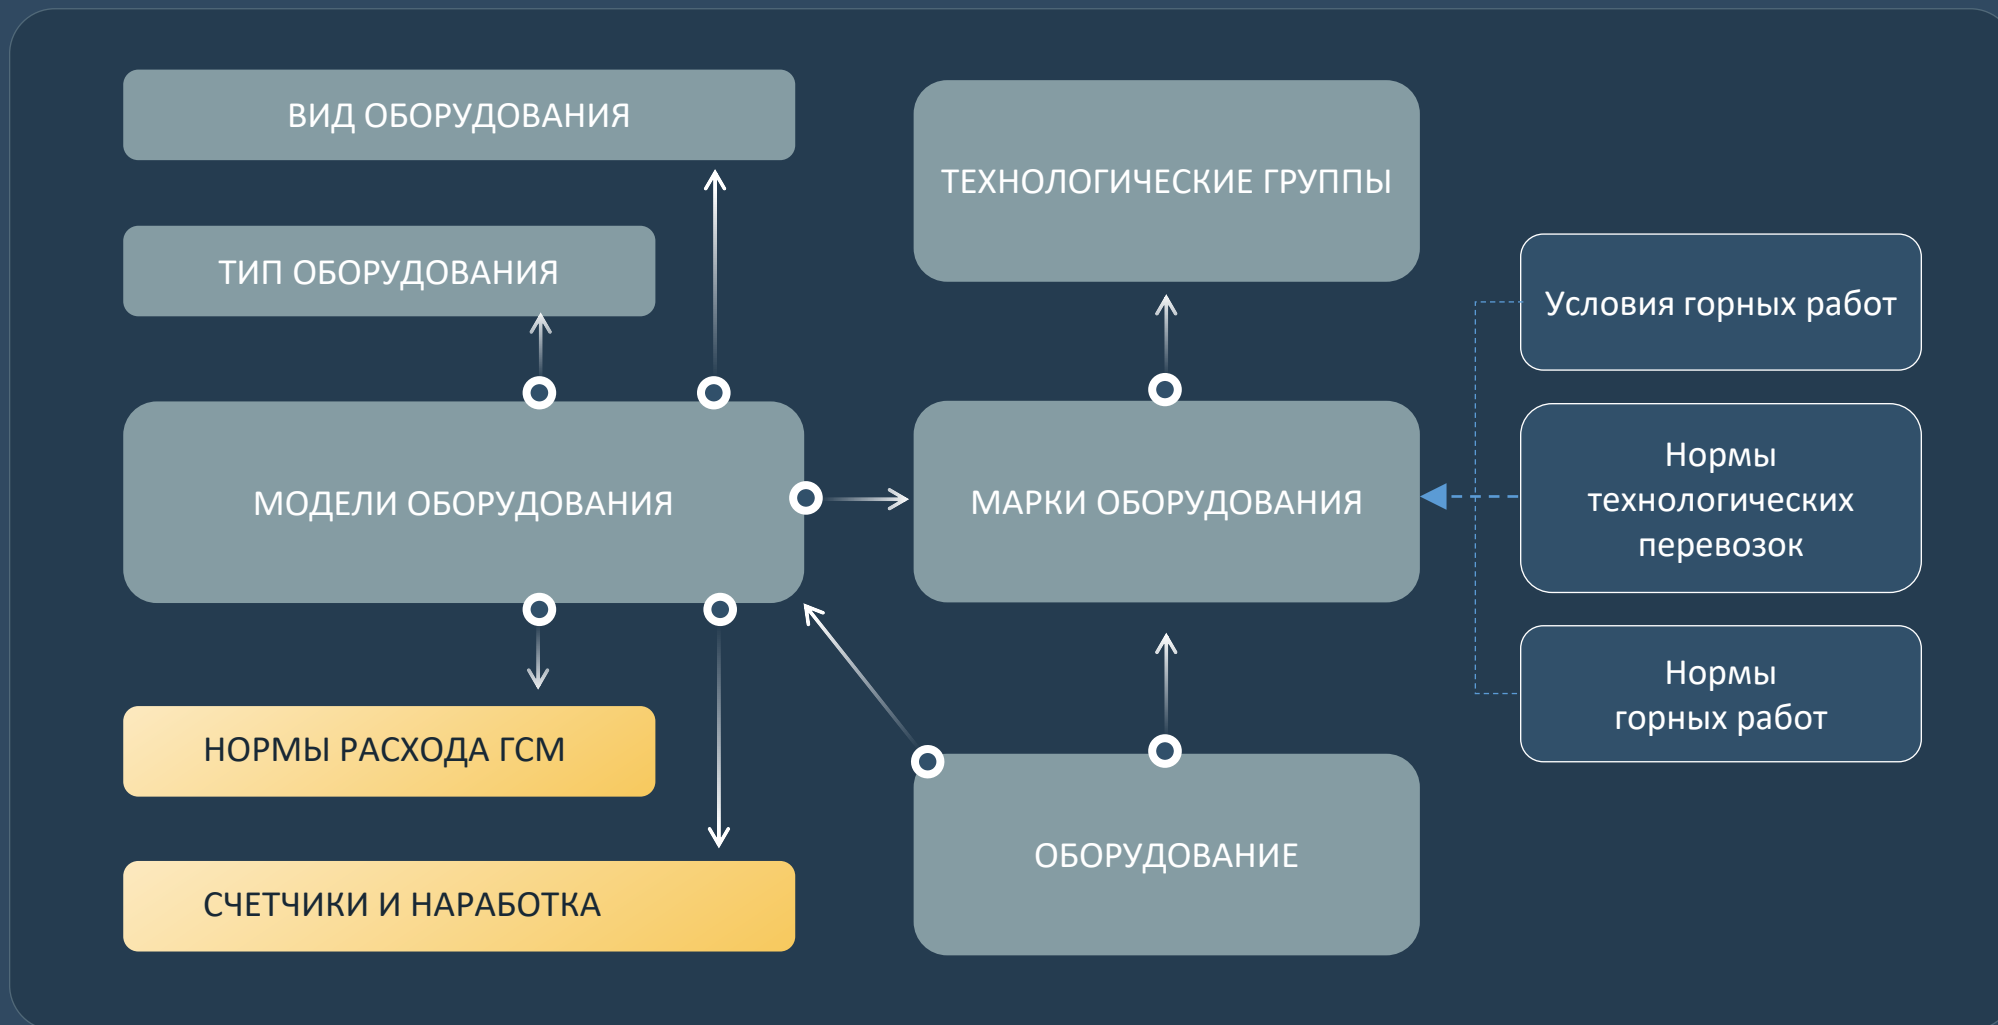 ВИД ОБОРУДОВАНИЯ
ТИП ОБОРУДОВАНИЯ
МОДЕЛИ ОБОРУДОВАНИЯ
НОРМЫ РАСХОДА ГСМ
СЧЕТЧИКИ И НАРАБОТКА
ТЕХНОЛОГИЧЕСКИЕ ГРУППЫ
МАРКИ ОБОРУДОВАНИЯ
ОБОРУДОВАНИЕ
Условия горных работ
Нормы
технологических
перевозок
Нормы
горных работ